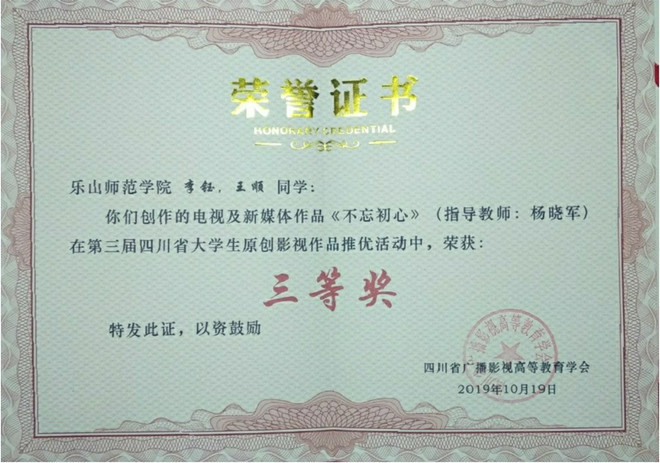 荣誉证书
HONORARY CREDENTIAL
乐山师范学院 李钰、王顺 同学：
你们创作的电视及新媒体作品《不忘初心》（指导教师：杨晓军）
在第三届四川省大学生原创影视作品推优活动中，荣获：
三等奖
特发此证，以资鼓励
四川省广播影视高等教育学会
2019年10月19日